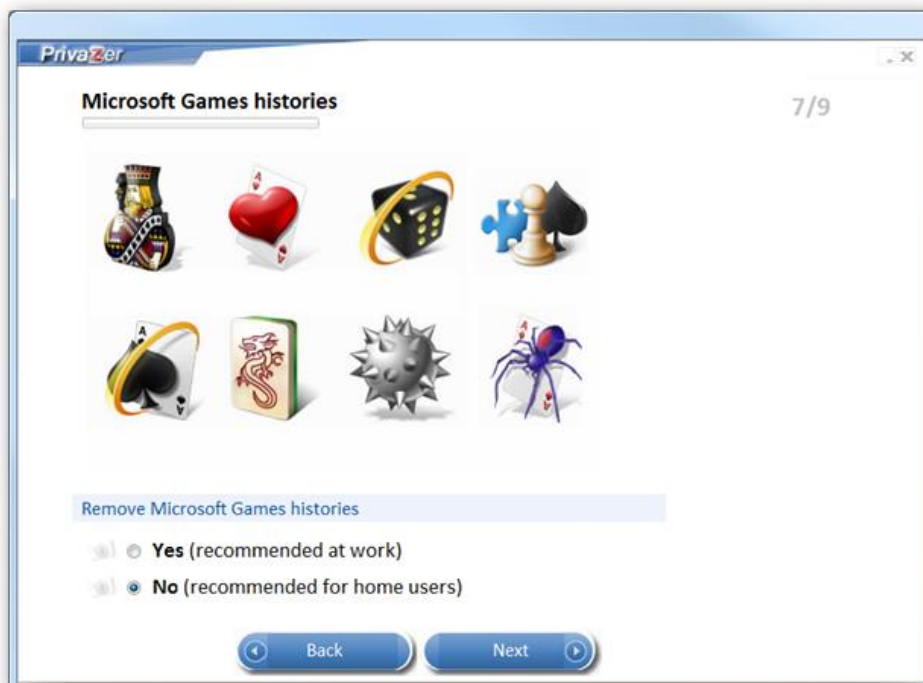 PrivaZer
Microsoft Games histories
7/9
A
A
A
A
A
A
Remove Microsoft Games histories
Yes (recommended at work)
No (recommended for home users)
Back
Next